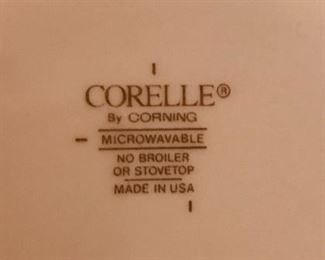 CORELLE®
By CORNING
MICROWAVABLE
NO BROILER
OR STOVETOP
MADE IN USA